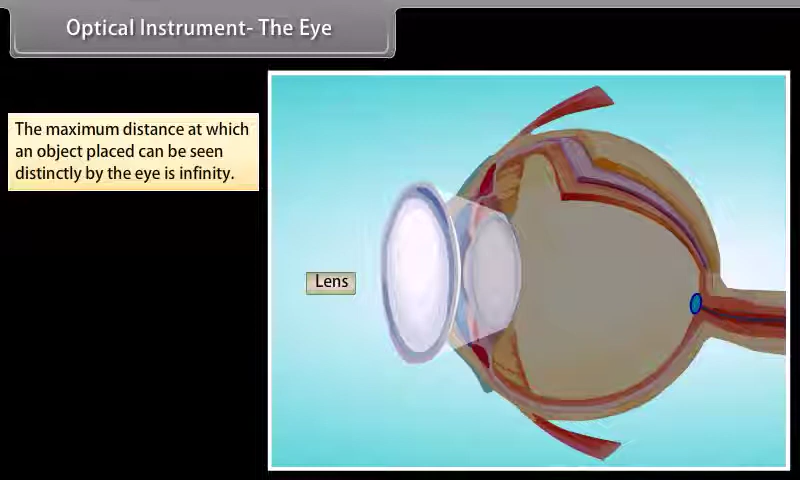 Optical Instrument- The Eye
The maximum distance at which
an object placed can be seen
distinctly by the eye is infinity.
Lens